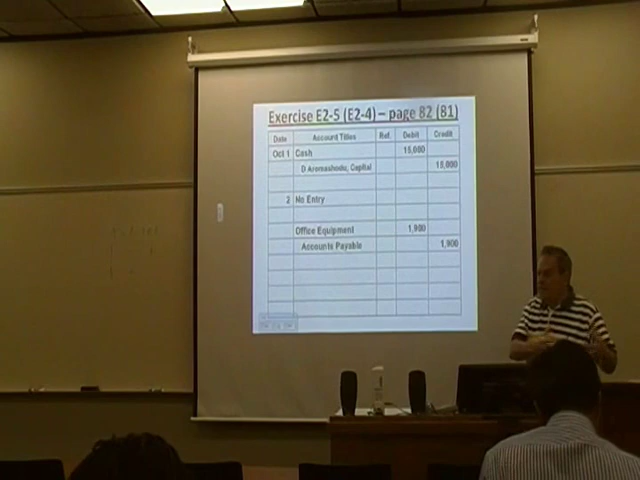 Exercise E2-5 (E2-4) – page 82 (81)
Date Account Titles Ref. Debit Credit
Oct 1 Cash 15,000
D Aromashodu, Capital 15,000
2 No Entry
Office Equipment 1,900
Accounts Payable 1,900